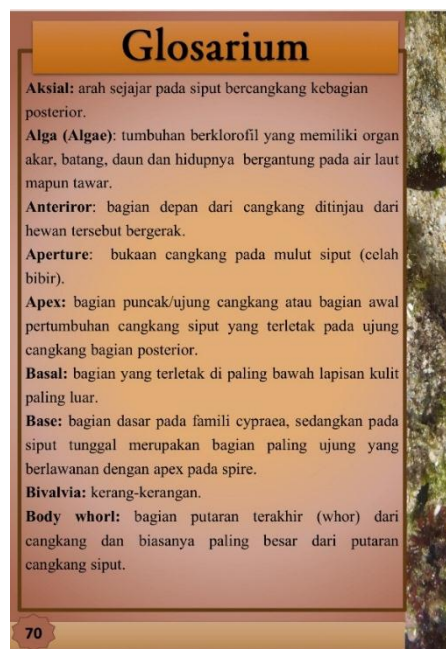 Glosarium
Aksial: arah sejajar pada siput bercangkang kebagian
posterior.
Alga (Algae): tumbuhan berklorofil yang memiliki organ
akar, batang, daun dan hidupnya bergantung pada air laut
mapun tawar.
Anteriror: bagian depan dari cangkang ditinjau dari
hewan tersebut bergerak.
Aperture: bukaan cangkang pada mulut siput (celah
bibir).
Apex: bagian puncak/ujung cangkang atau bagian awal
pertumbuhan cangkang siput yang terletak pada ujung
cangkang bagian posterior.
Basal: bagian yang terletak di paling bawah lapisan kulit
paling luar.
Base: bagian dasar pada famili cypraea, sedangkan pada
siput tunggal merupakan bagian paling ujung yang
berlawanan dengan apex pada spire.
Bivalvia: kerang-kerangan.
Body whorl: bagian putaran terakhir (whor) dari
cangkang dan biasanya paling besar dari putaran
cangkang siput.
70